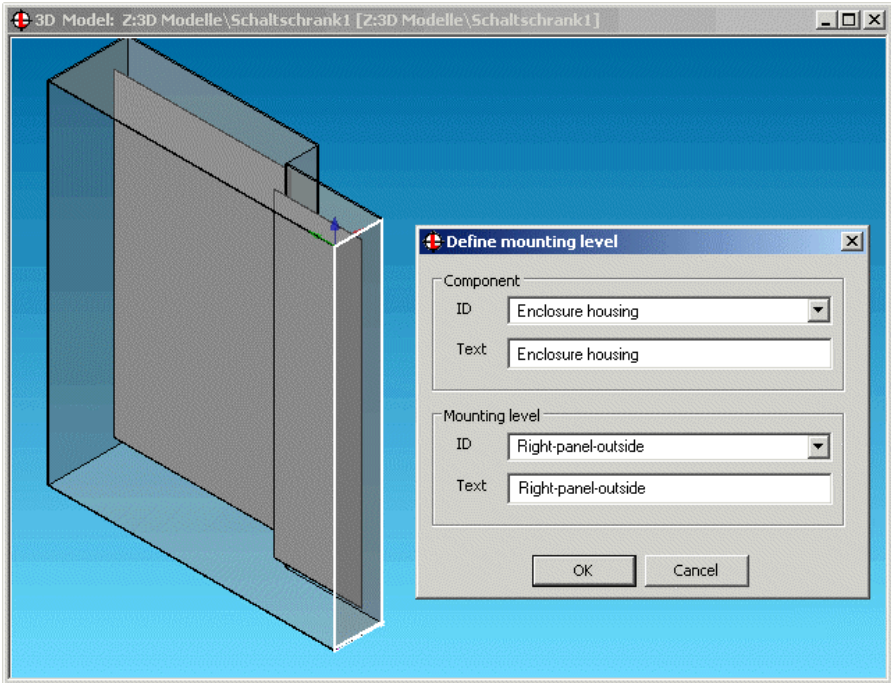 3D Model: Z:3D Modelle\Schaltschrank1 [Z:3D Modelle\Schaltschrank1]
Define mounting level
Component
ID Enclosure housing
Text Enclosure housing
Mounting level
ID Right-panel-outside
Text Right-panel-outside
OK Cancel